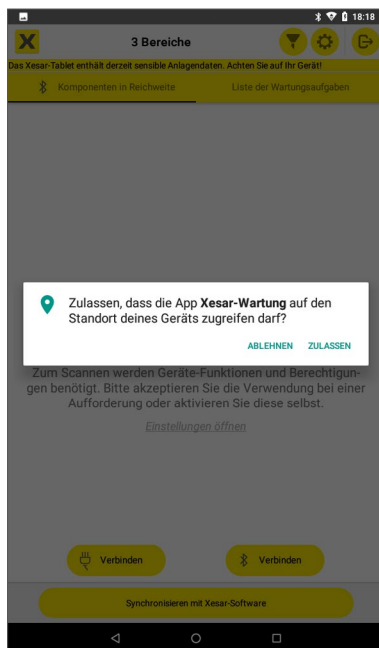 18:18
X
3 Bereiche
Das Xesar-Tablet enthält derzeit sensible Anlagendaten. Achten Sie auf Ihr Gerät!
Komponenten in Reichweite
Liste der Wartungsaufgaben
Zulassen, dass die App Xesar-Wartung auf den
Standort deines Geräts zugreifen darf?
ABLEHNEN ZULASSEN
Zum Scannen werden Geräte-Funktionen und Berechtigun-
gen benötigt. Bitte akzeptieren Sie die Verwendung bei einer
Aufforderung oder aktivieren Sie diese selbst.
Einstellungen öffnen
Verbinden
Verbinden
Synchronisieren mit Xesar-Software